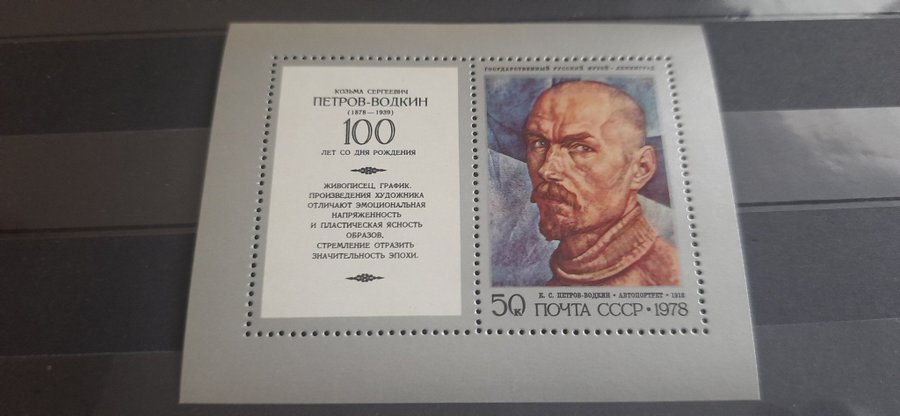 КОЗЬМА СЕРГЕЕВИЧ
ПЕТРОВ-ВОДКИН
(1878—1939)
100
ЛЕТ СО ДНЯ РОЖДЕНИЯ
ЖИВОПИСЕЦ, ГРАФИК.
ПРОИЗВЕДЕНИЯ ХУДОЖНИКА
ОТЛИЧАЮТ ЭМОЦИОНАЛЬНАЯ
НАПРЯЖЕННОСТЬ
И ПЛАСТИЧЕСКАЯ ЯСНОСТЬ
ОБРАЗОВ,
СТРЕМЛЕНИЕ ОТРАЗИТЬ
ЗНАЧИТЕЛЬНОСТЬ ЭПОХИ.
ГОСУДАРСТВЕННЫЙ РУССКИЙ МУЗЕЙ • ЛЕНИНГРАД
К. С. ПЕТРОВ-ВОДКИН • АВТОПОРТРЕТ • 1918
50к ПОЧТА СССР • 1978